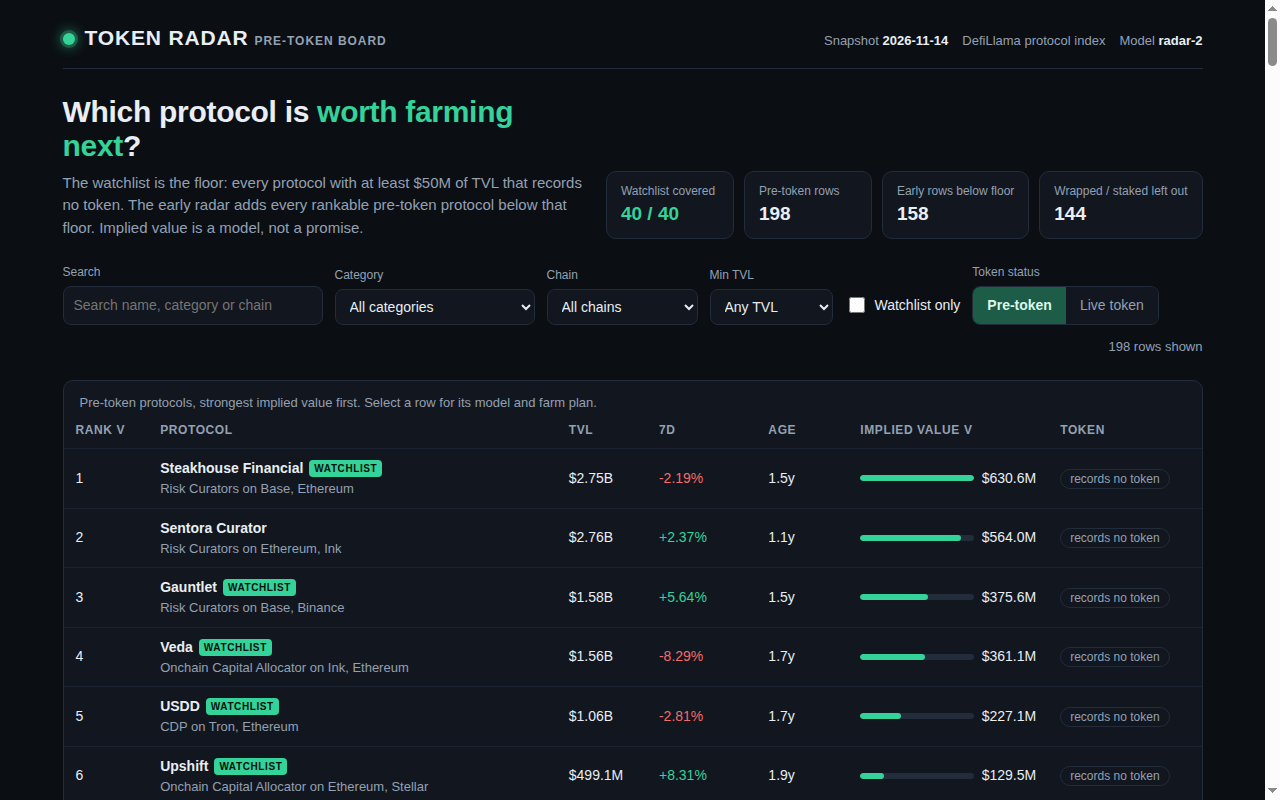 TOKEN RADAR PRE-TOKEN BOARD
Snapshot 2026-11-14 DefiLlama protocol index Model radar-2
Which protocol is worth farming
next?
The watchlist is the floor: every protocol with at least $50M of TVL that records
no token. The early radar adds every rankable pre-token protocol below that
floor. Implied value is a model, not a promise.
Watchlist covered
40 / 40
Pre-token rows
198
Early rows below floor
158
Wrapped / staked left out
144
Search
Search name, category or chain
Category
All categories
Chain
All chains
Min TVL
Any TVL
Watchlist only
Token status
Pre-token Live token
198 rows shown
Pre-token protocols, strongest implied value first. Select a row for its model and farm plan.
RANK V PROTOCOL TVL 7D AGE IMPLIED VALUE V TOKEN
1 Steakhouse Financial WATCHLIST $2.75B -2.19% 1.5y $630.6M records no token
Risk Curators on Base, Ethereum
2 Sentora Curator $2.76B +2.37% 1.1y $564.0M records no token
Risk Curators on Ethereum, Ink
3 Gauntlet WATCHLIST $1.58B +5.64% 1.5y $375.6M records no token
Risk Curators on Base, Binance
4 Veda WATCHLIST $1.56B -8.29% 1.7y $361.1M records no token
Onchain Capital Allocator on Ink, Ethereum
5 USDD WATCHLIST $1.06B -2.81% 1.7y $227.1M records no token
CDP on Tron, Ethereum
6 Upshift WATCHLIST $499.1M +8.31% 1.9y $129.5M records no token
Onchain Capital Allocator on Ethereum, Stellar